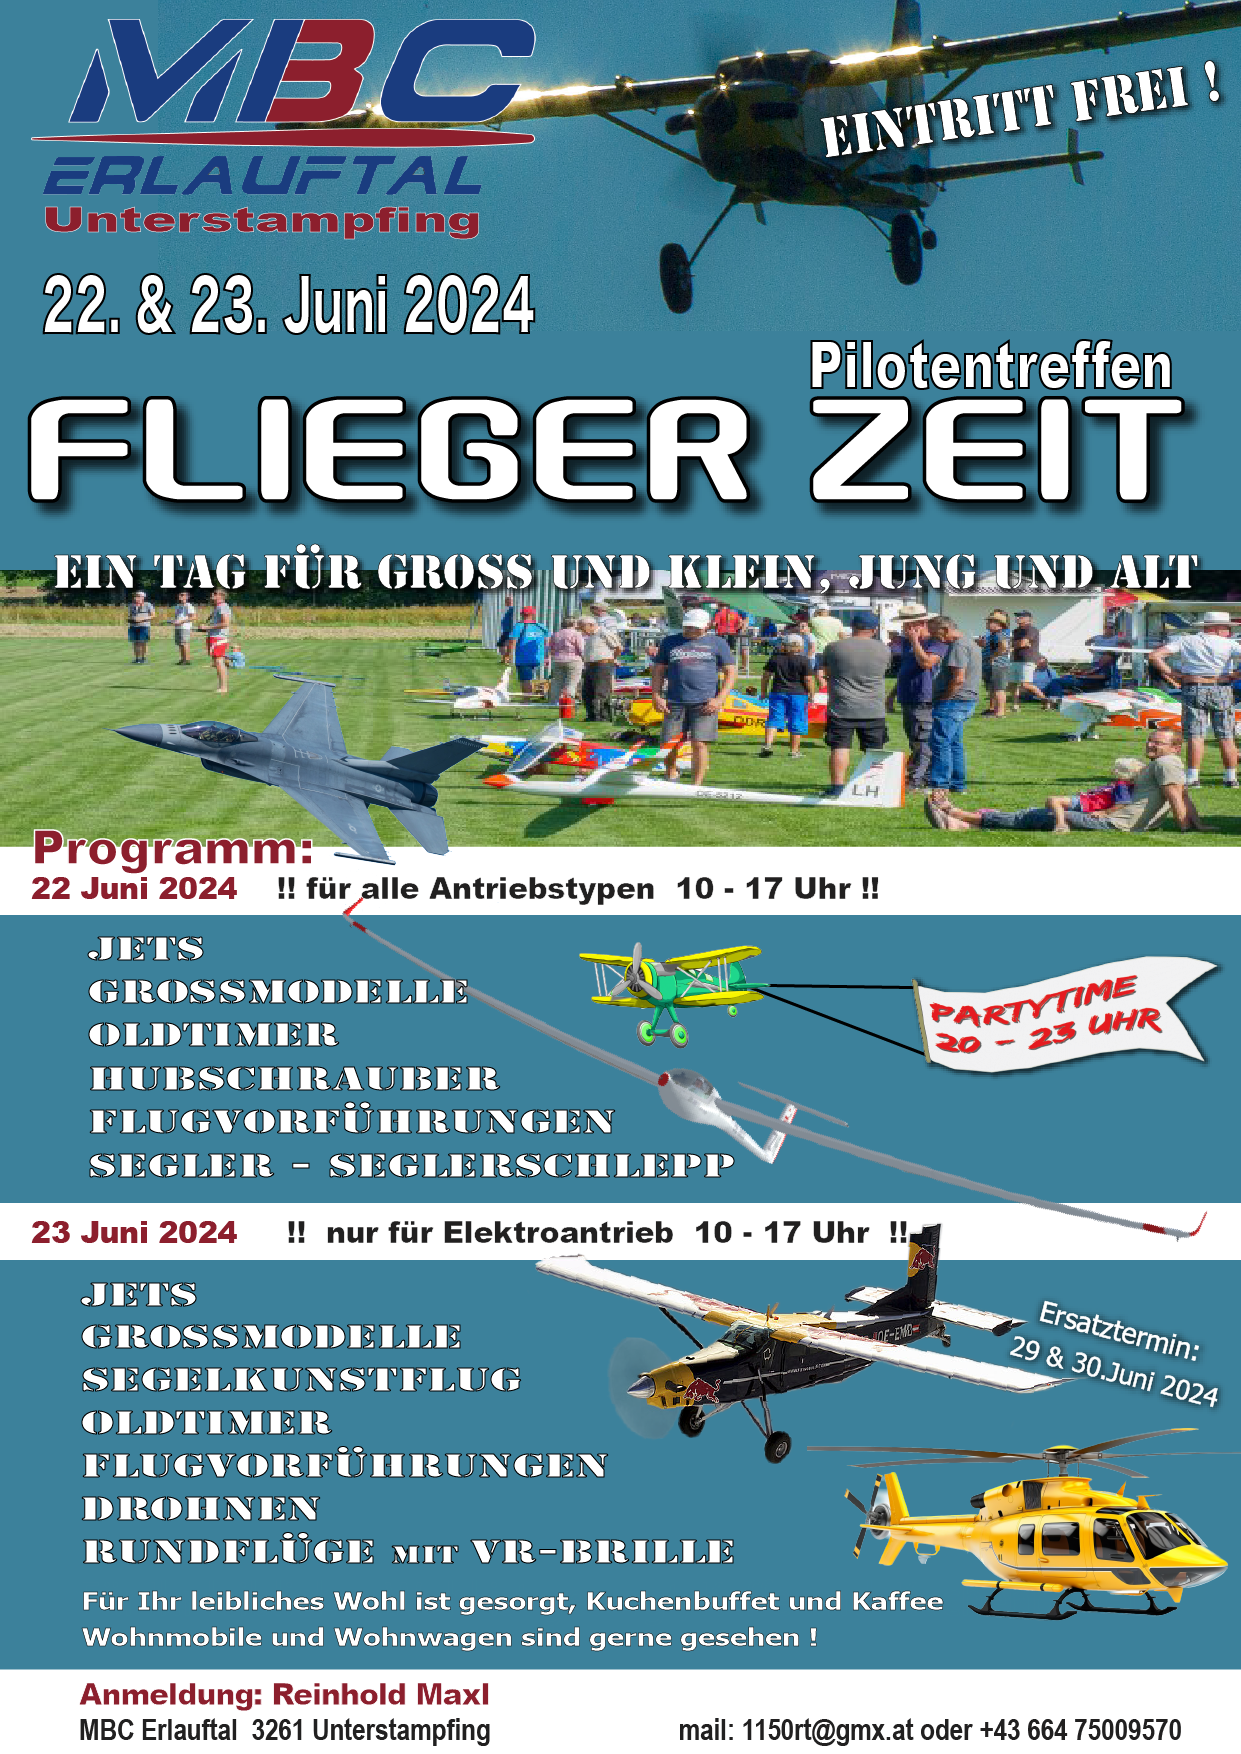 MBC
ERLAUFTAL
Unterstampfing
EINTRITT FREI !
22. & 23. Juni 2024
Pilotentreffen
FLIEGER ZEIT
EIN TAG FÜR GROSS UND KLEIN, JUNG UND ALT
LH
Programm:
22 Juni 2024 !! für alle Antriebstypen 10 - 17 Uhr !!
JETS
GROSSMODELLE
OLDTIMER
HUBSCHRAUBER
FLUGVORFÜHRUNGEN
SEGLER - SEGLERSCHLEPP
PARTYTIME
20 - 23 UHR
23 Juni 2024 !! nur für Elektroantrieb 10 - 17 Uhr !!
JETS
GROSSMODELLE
SEGELKUNSTFLUG
OLDTIMER
FLUGVORFÜHRUNGEN
DROHNEN
RUNDFLÜGE MIT VR-BRILLE
OE-EMD
Ersatztermin:
29 & 30.Juni 2024
Für Ihr leibliches Wohl ist gesorgt, Kuchenbuffet und Kaffee
Wohnmobile und Wohnwagen sind gerne gesehen !
Anmeldung: Reinhold Maxl
MBC Erlauftal 3261 Unterstampfing mail: 1150rt@gmx.at oder +43 664 75009570